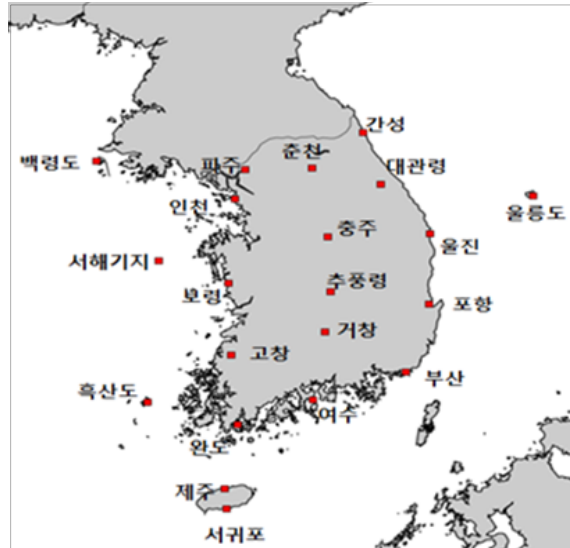 간성
백령도
파주
춘천
대관령
인천
울릉도
충주
울진
서해기지
보령
추풍령
포항
거창
고창
부산
흑산도
여수
완도
제주
서귀포